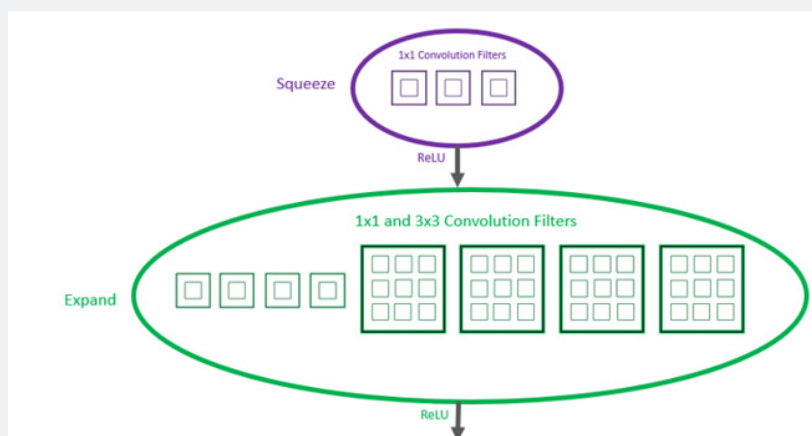 1x1 Convolution Filters
Squeeze
ReLU
1x1 and 3x3 Convolution Filters
Expand
ReLU